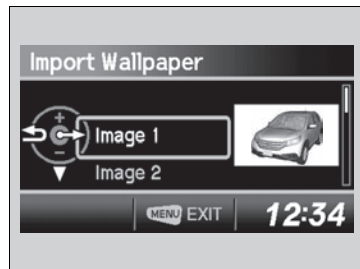 Import Wallpaper
+
Image 1
−
Image 2
MENU EXIT
12:34